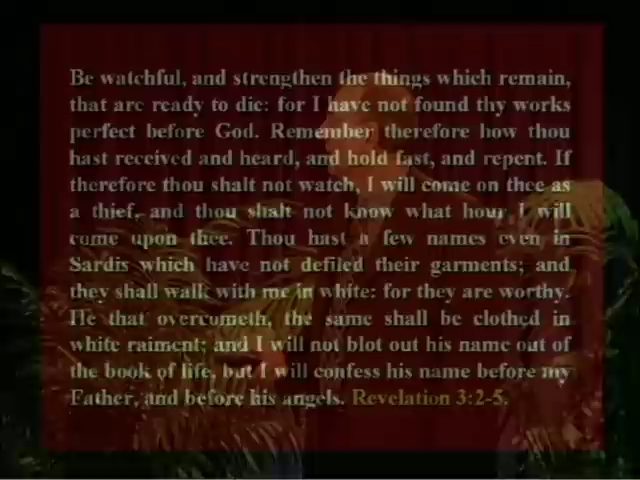 Be watchful, and strengthen the things which remain,
that are ready to die: for I have not found thy works
perfect before God. Remember therefore how thou
hast received and heard, and hold fast, and repent. If
therefore thou shalt not watch, I will come on thee as
a thief, and thou shalt not know what hour I will
come upon thee. Thou hast a few names even in
Sardis which have not defiled their garments; and
they shall walk with me in white: for they are worthy.
He that overcometh, the same shall be clothed in
white raiment; and I will not blot out his name out of
the book of life, but I will confess his name before my
Father, and before his angels. Revelation 3:2-5.